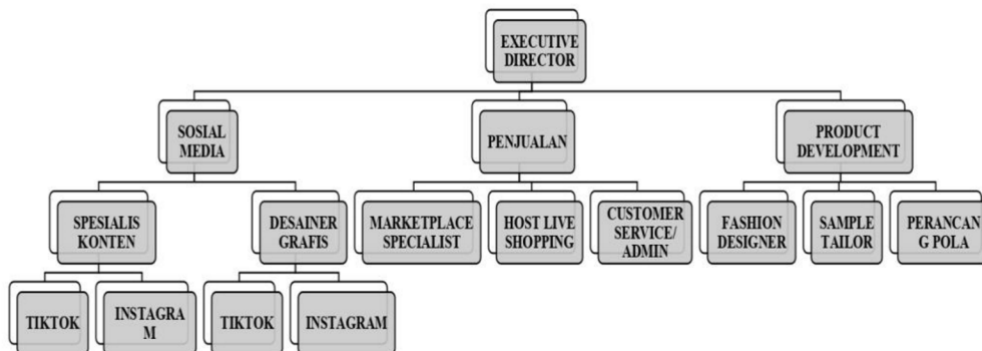 EXECUTIVE
DIRECTOR
SOSIAL
MEDIA
PENJUALAN
PRODUCT
DEVELOPMENT
SPESIALIS
KONTEN
DESAINER
GRAFIS
MARKETPLACE
SPECIALIST
HOST LIVE
SHOPPING
CUSTOMER
SERVICE/
ADMIN
FASHION
DESIGNER
SAMPLE
TAILOR
PERANCAN
G POLA
TIKTOK
INSTAGRA
M
TIKTOK
INSTAGRAM